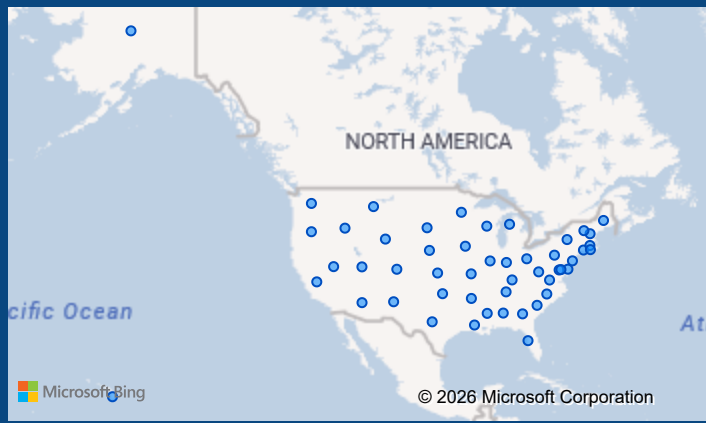 NORTH AMERICA
cific Ocean
At
Microsoft Bing
© 2026 Microsoft Corporation